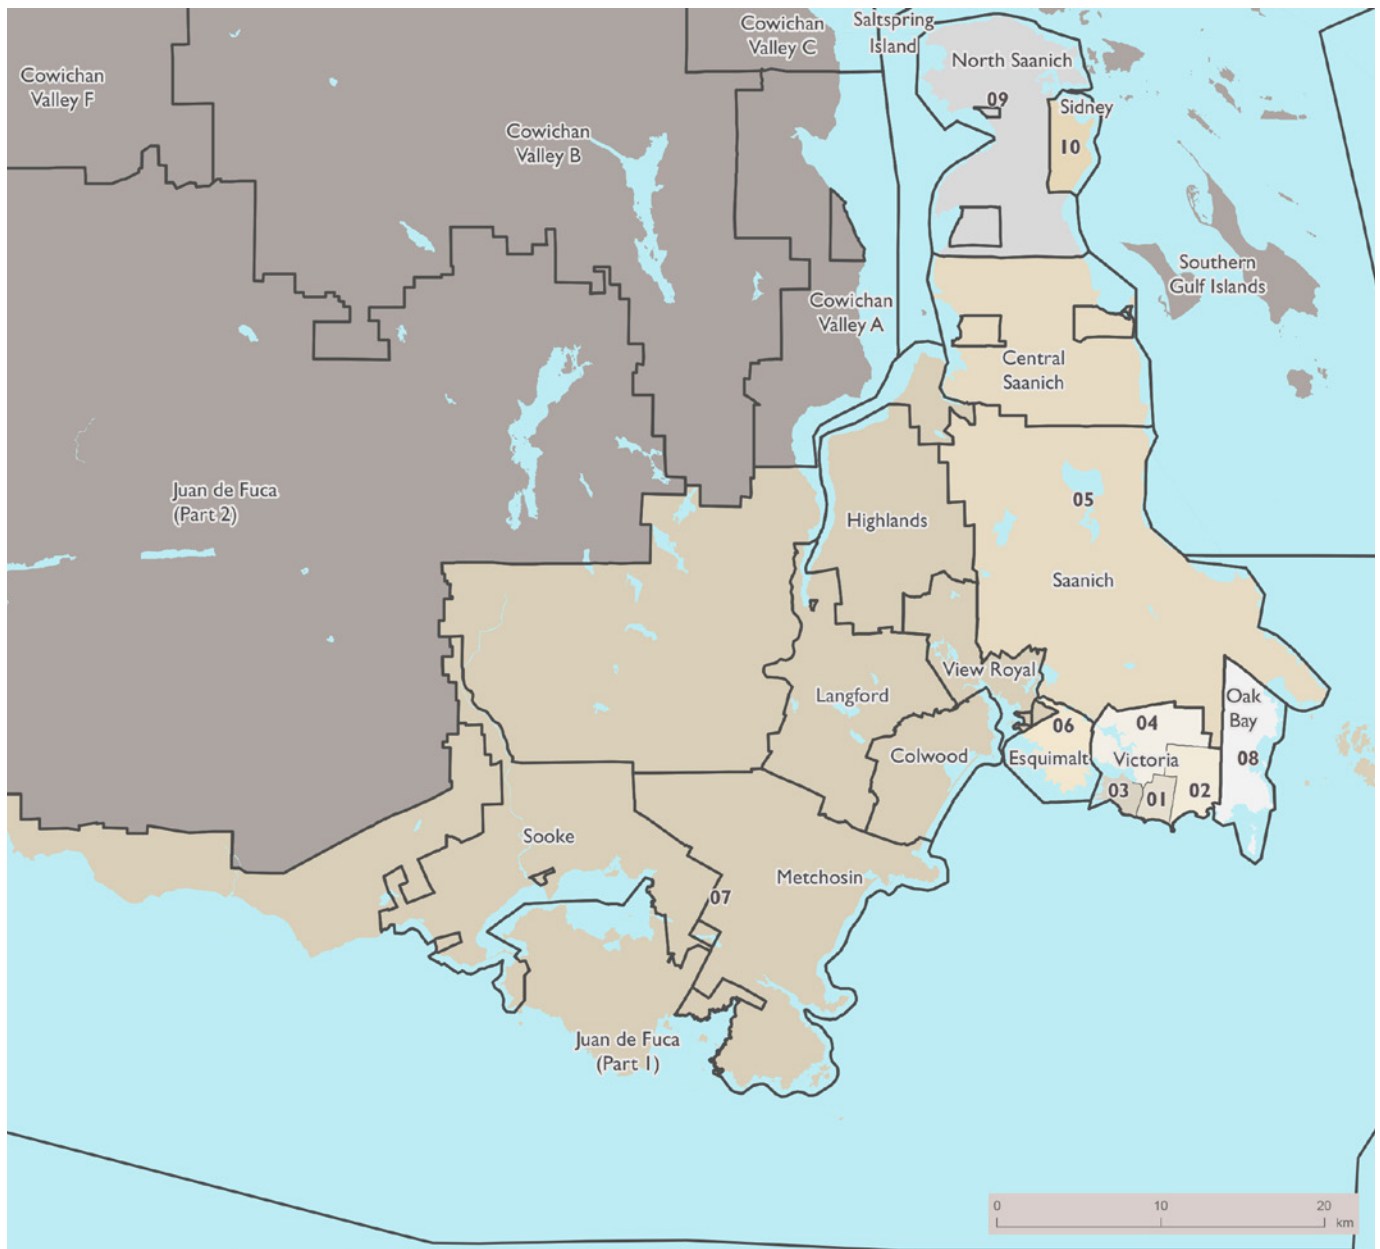 Cowichan
Valley C
Saltspring
Island
North Saanich
Cowichan
Valley F
09
Sidney
10
Cowichan
Valley B
Southern
Gulf Islands
Cowichan
Valley A
Central
Saanich
Juan de Fuca
(Part 2)
05
Highlands
Saanich
View Royal
Langford
Oak
Bay
04
06
Colwood
Esquimalt
Victoria
08
03
01
02
Sooke
Metchosin
07
Juan de Fuca
(Part 1)
0
10
20
km